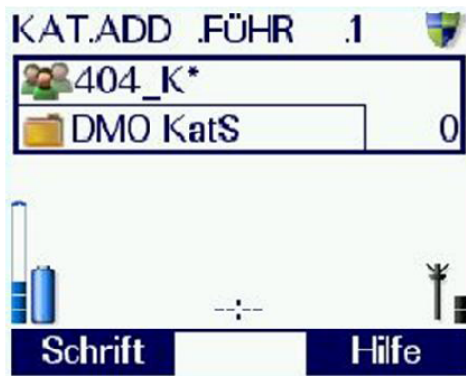 KAT.ADD .FÜHR .1
404_K*
DMO KatS 0
--:--
Schrift Hilfe